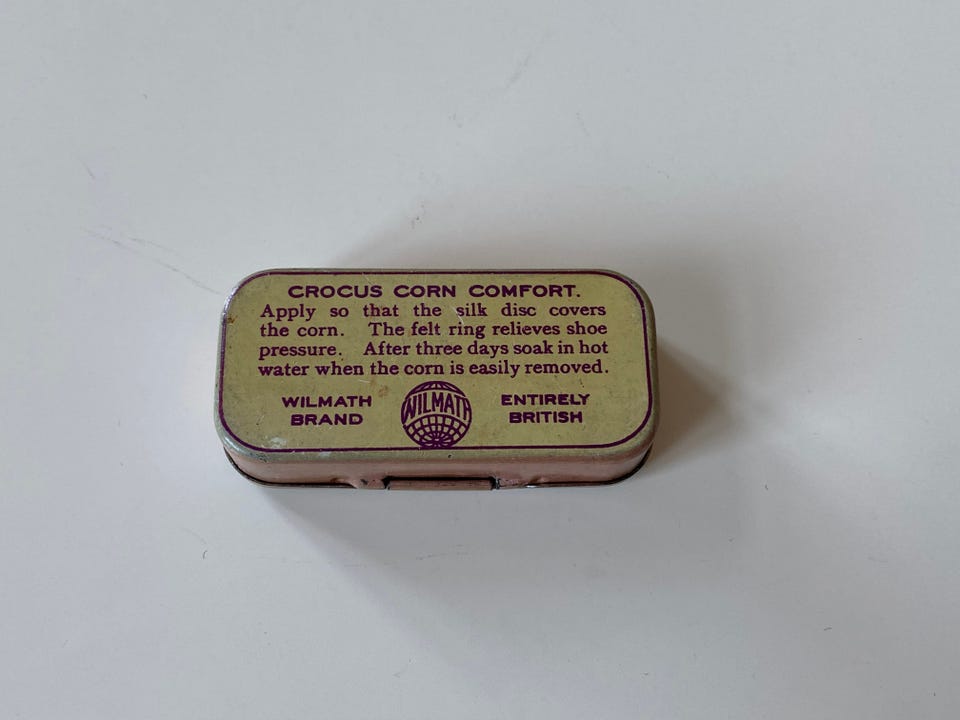 CROCUS CORN COMFORT.
Apply so that the silk disc covers
the corn. The felt ring relieves shoe
pressure. After three days soak in hot
water when the corn is easily removed.
WILMATH
BRAND
WILMATH
ENTIRELY
BRITISH